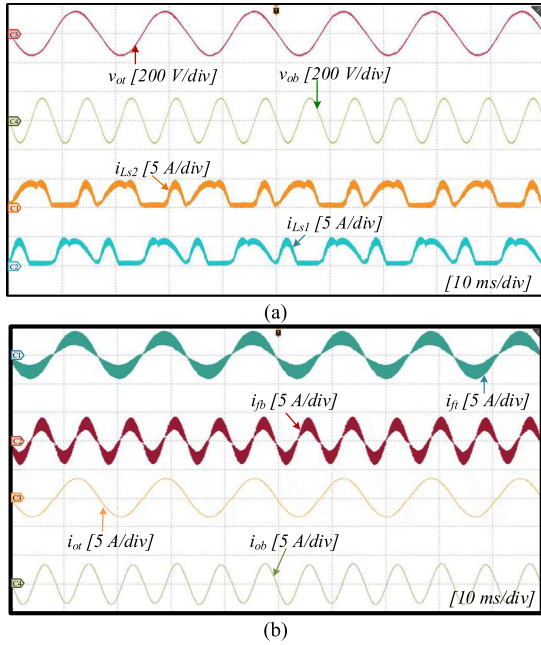 T
C3
v_ot [200 V/div]
v_ob [200 V/div]
C4
i_Ls2 [5 A/div]
C1
i_Ls1 [5 A/div]
C2
[10 ms/div]
(a)
T
C1
i_fb [5 A/div]
i_ft [5 A/div]
C2
C3
i_ot [5 A/div]
i_ob [5 A/div]
C4
[10 ms/div]
(b)